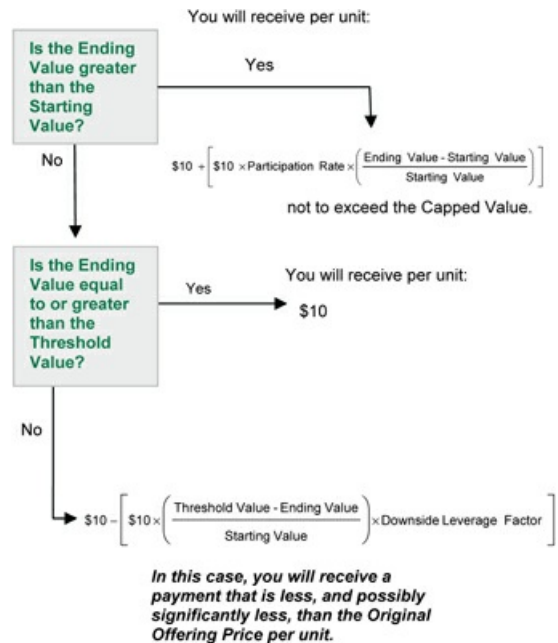 You will receive per unit:
Is the Ending
Value greater
than the
Starting
Value?
Yes
No
$10 + [ $10 × Participation Rate × ( Ending Value - Starting Value
Starting Value ) ]
not to exceed the Capped Value.
Is the Ending
Value equal
to or greater
than the
Threshold
Value?
Yes
You will receive per unit:
$10
No
$10 – [ $10 × ( Threshold Value - Ending Value
Starting Value ) × Downside Leverage Factor ]
In this case, you will receive a
payment that is less, and possibly
significantly less, than the Original
Offering Price per unit.